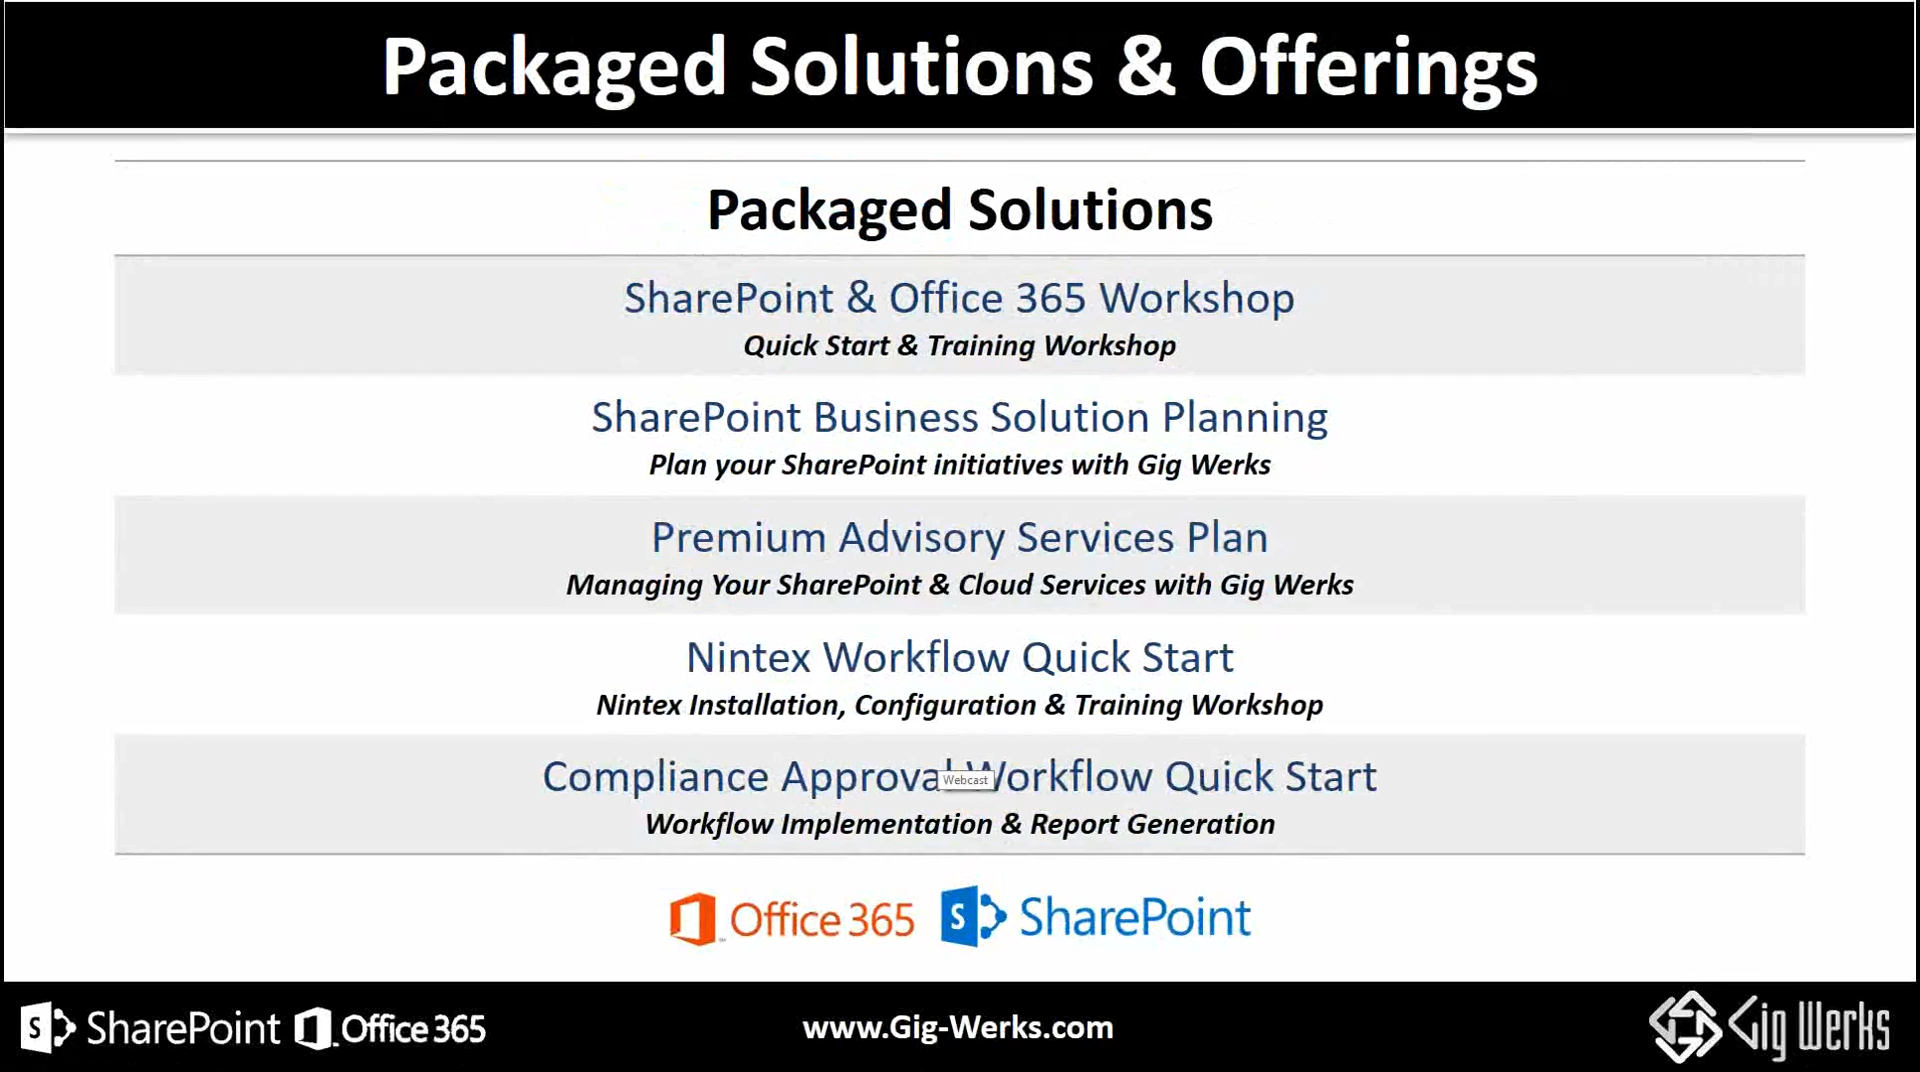 Packaged Solutions & Offerings
Packaged Solutions
SharePoint & Office 365 Workshop
Quick Start & Training Workshop
SharePoint Business Solution Planning
Plan your SharePoint initiatives with Gig Werks
Premium Advisory Services Plan
Managing Your SharePoint & Cloud Services with Gig Werks
Nintex Workflow Quick Start
Nintex Installation, Configuration & Training Workshop
Compliance Approval Workflow Quick Start
Webcast
Workflow Implementation & Report Generation
Office 365 SharePoint
SharePoint Office 365 www.Gig-Werks.com Gig Werks